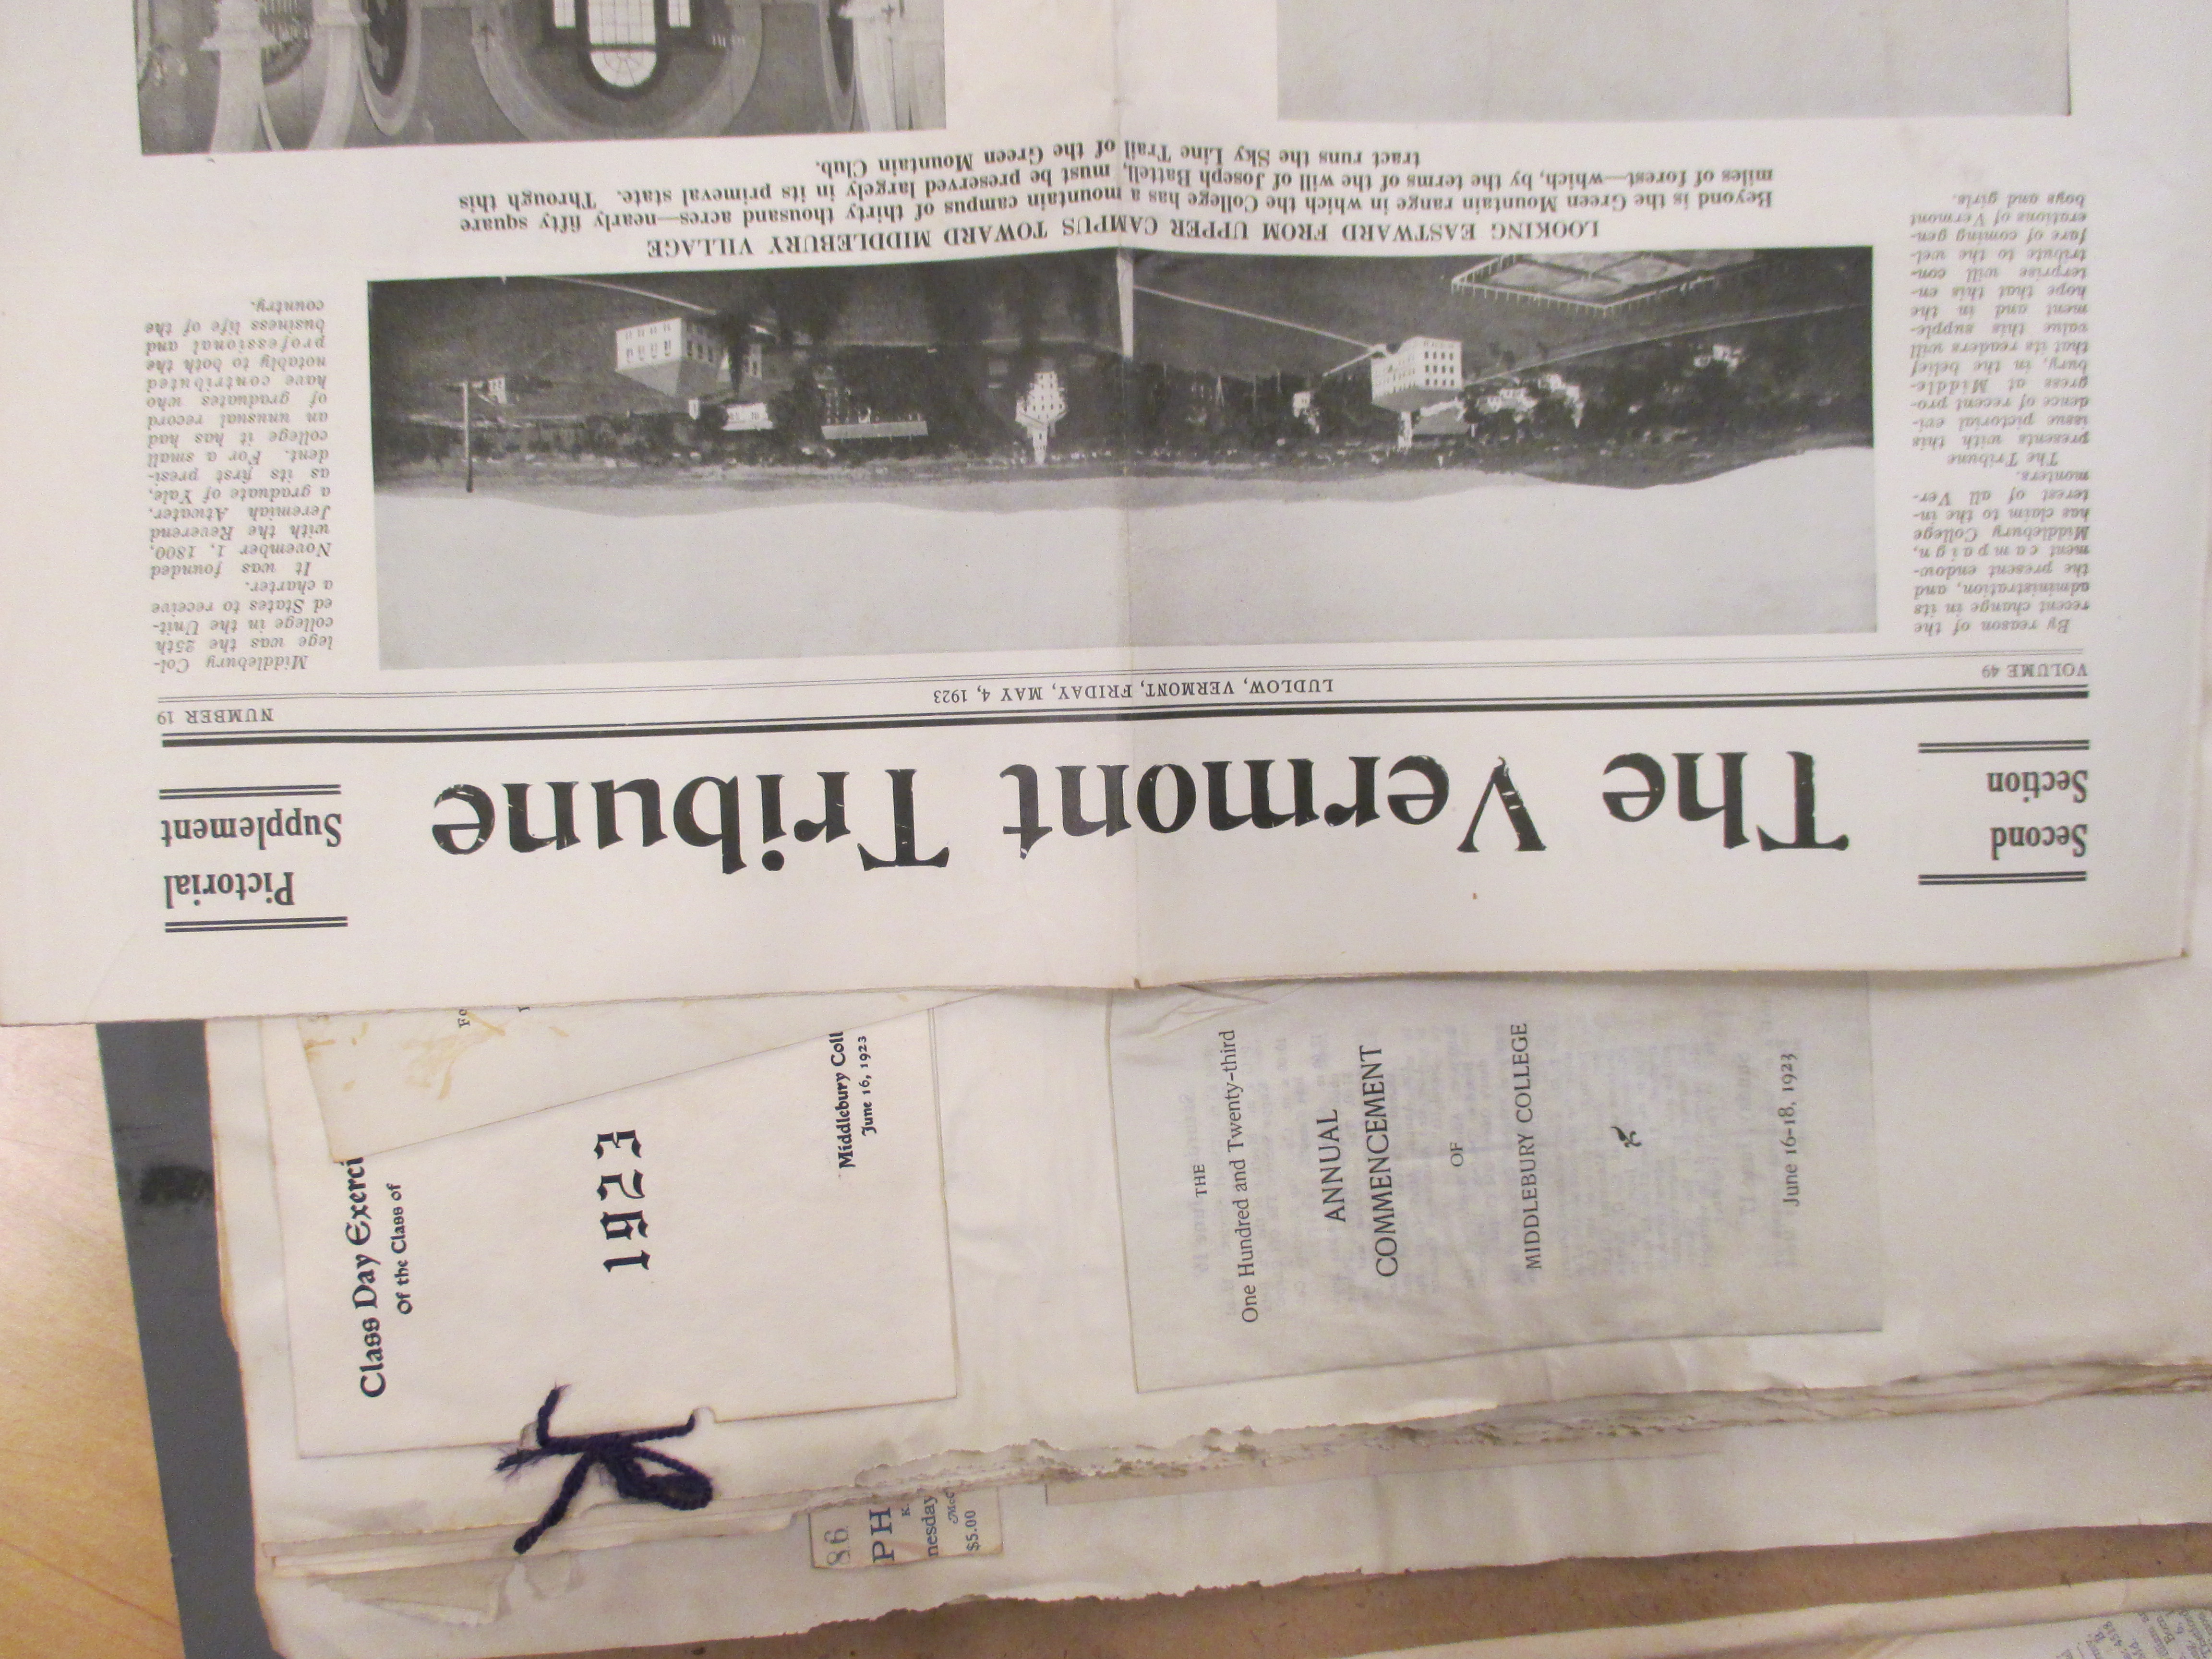 Second
Section
The Vermont Tribune
Pictorial
Supplement
VOLUME 49
LUDLOW, VERMONT, FRIDAY, MAY 4, 1923
NUMBER 19
By reason of the
recent change in its
administration, and
the present endow-
ment campaign,
Middlebury College
has claim to the in-
terest of all Ver-
monters.
The Tribune
presents with this
issue pictorial evi-
dence of recent pro-
gress at Middle-
bury, in the belief
that its readers will
value this supple-
ment and in the
hope that this en-
terprise will con-
tribute to the wel-
fare of coming gen-
erations of Vermont
boys and girls.
Middlebury Col-
lege was the 25th
college in the Unit-
ed States to receive
a charter.
It was founded
November 1, 1800,
with the Reverend
Jeremiah Atwater,
a graduate of Yale,
as its first presi-
dent. For a small
college it has had
an unusual record
of graduates who
have contributed
notably to both the
professional and
business life of the
country.
LOOKING EASTWARD FROM UPPER CAMPUS TOWARD MIDDLEBURY VILLAGE
Beyond is the Green Mountain range in which the College has a mountain campus of thirty thousand acres—nearly fifty square
miles of forest—which, by the terms of the will of Joseph Battell, must be preserved largely in its primeval state. Through this
tract runs the Sky Line Trail of the Green Mountain Club.
Class Day Exerci
Of the Class of
1923
Middlebury Coll
June 16, 1923
THE
One Hundred and Twenty-third
ANNUAL
COMMENCEMENT
OF
MIDDLEBURY COLLEGE
June 16-18, 1923
86
PH
K.
nesday
McC
$5.00